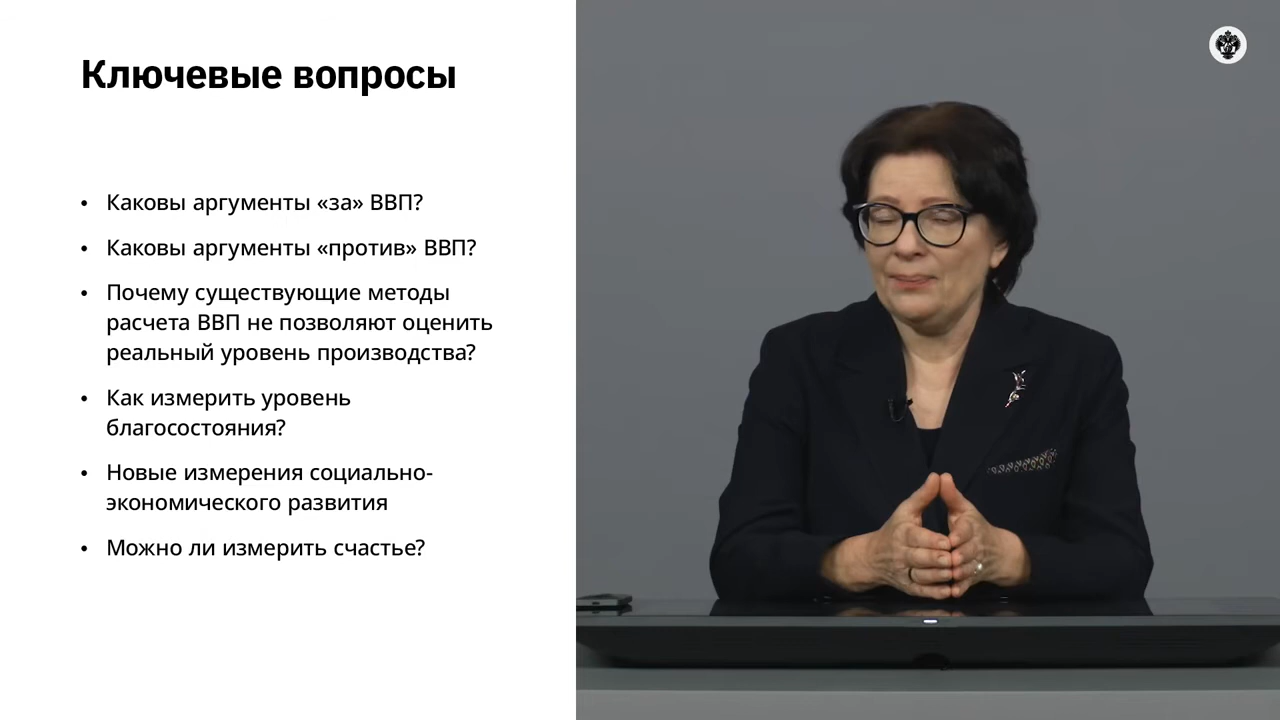 Ключевые вопросы
• Каковы аргументы «за» ВВП?
• Каковы аргументы «против» ВВП?
• Почему существующие методы
расчета ВВП не позволяют оценить
реальный уровень производства?
• Как измерить уровень
благосостояния?
• Новые измерения социально-
экономического развития
• Можно ли измерить счастье?